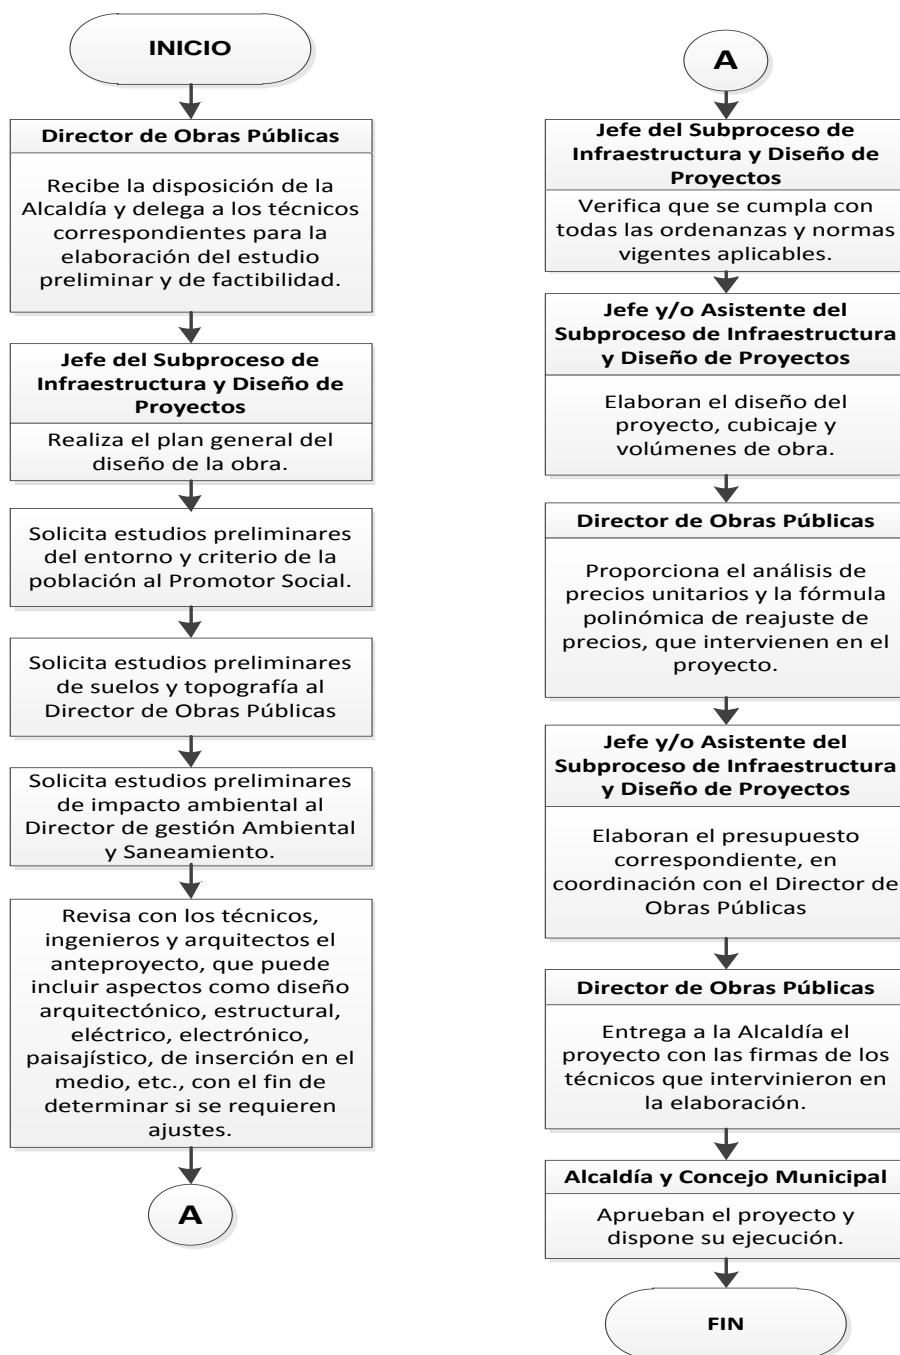 INICIO
Director de Obras Públicas
Recibe la disposición de la
Alcaldía y delega a los técnicos
correspondientes para la
elaboración del estudio
preliminar y de factibilidad.
Jefe del Subproceso de
Infraestructura y Diseño de
Proyectos
Realiza el plan general del
diseño de la obra.
Solicita estudios preliminares
del entorno y criterio de la
población al Promotor Social.
Solicita estudios preliminares
de suelos y topografía al
Director de Obras Públicas
Solicita estudios preliminares
de impacto ambiental al
Director de gestión Ambiental
y Saneamiento.
Revisa con los técnicos,
ingenieros y arquitectos el
anteproyecto, que puede
incluir aspectos como diseño
arquitectónico, estructural,
eléctrico, electrónico,
paisajístico, de inserción en el
medio, etc., con el fin de
determinar si se requieren
ajustes.
A
A
Jefe del Subproceso de
Infraestructura y Diseño de
Proyectos
Verifica que se cumpla con
todas las ordenanzas y normas
vigentes aplicables.
Jefe y/o Asistente del
Subproceso de Infraestructura
y Diseño de Proyectos
Elaboran el diseño del
proyecto, cubicaje y
volúmenes de obra.
Director de Obras Públicas
Proporciona el análisis de
precios unitarios y la fórmula
polinómica de reajuste de
precios, que intervienen en el
proyecto.
Jefe y/o Asistente del
Subproceso de Infraestructura
y Diseño de Proyectos
Elaboran el presupuesto
correspondiente, en
coordinación con el Director de
Obras Públicas
Director de Obras Públicas
Entrega a la Alcaldía el
proyecto con las firmas de los
técnicos que intervinieron en
la elaboración.
Alcaldía y Concejo Municipal
Aprueban el proyecto y
dispone su ejecución.
FIN